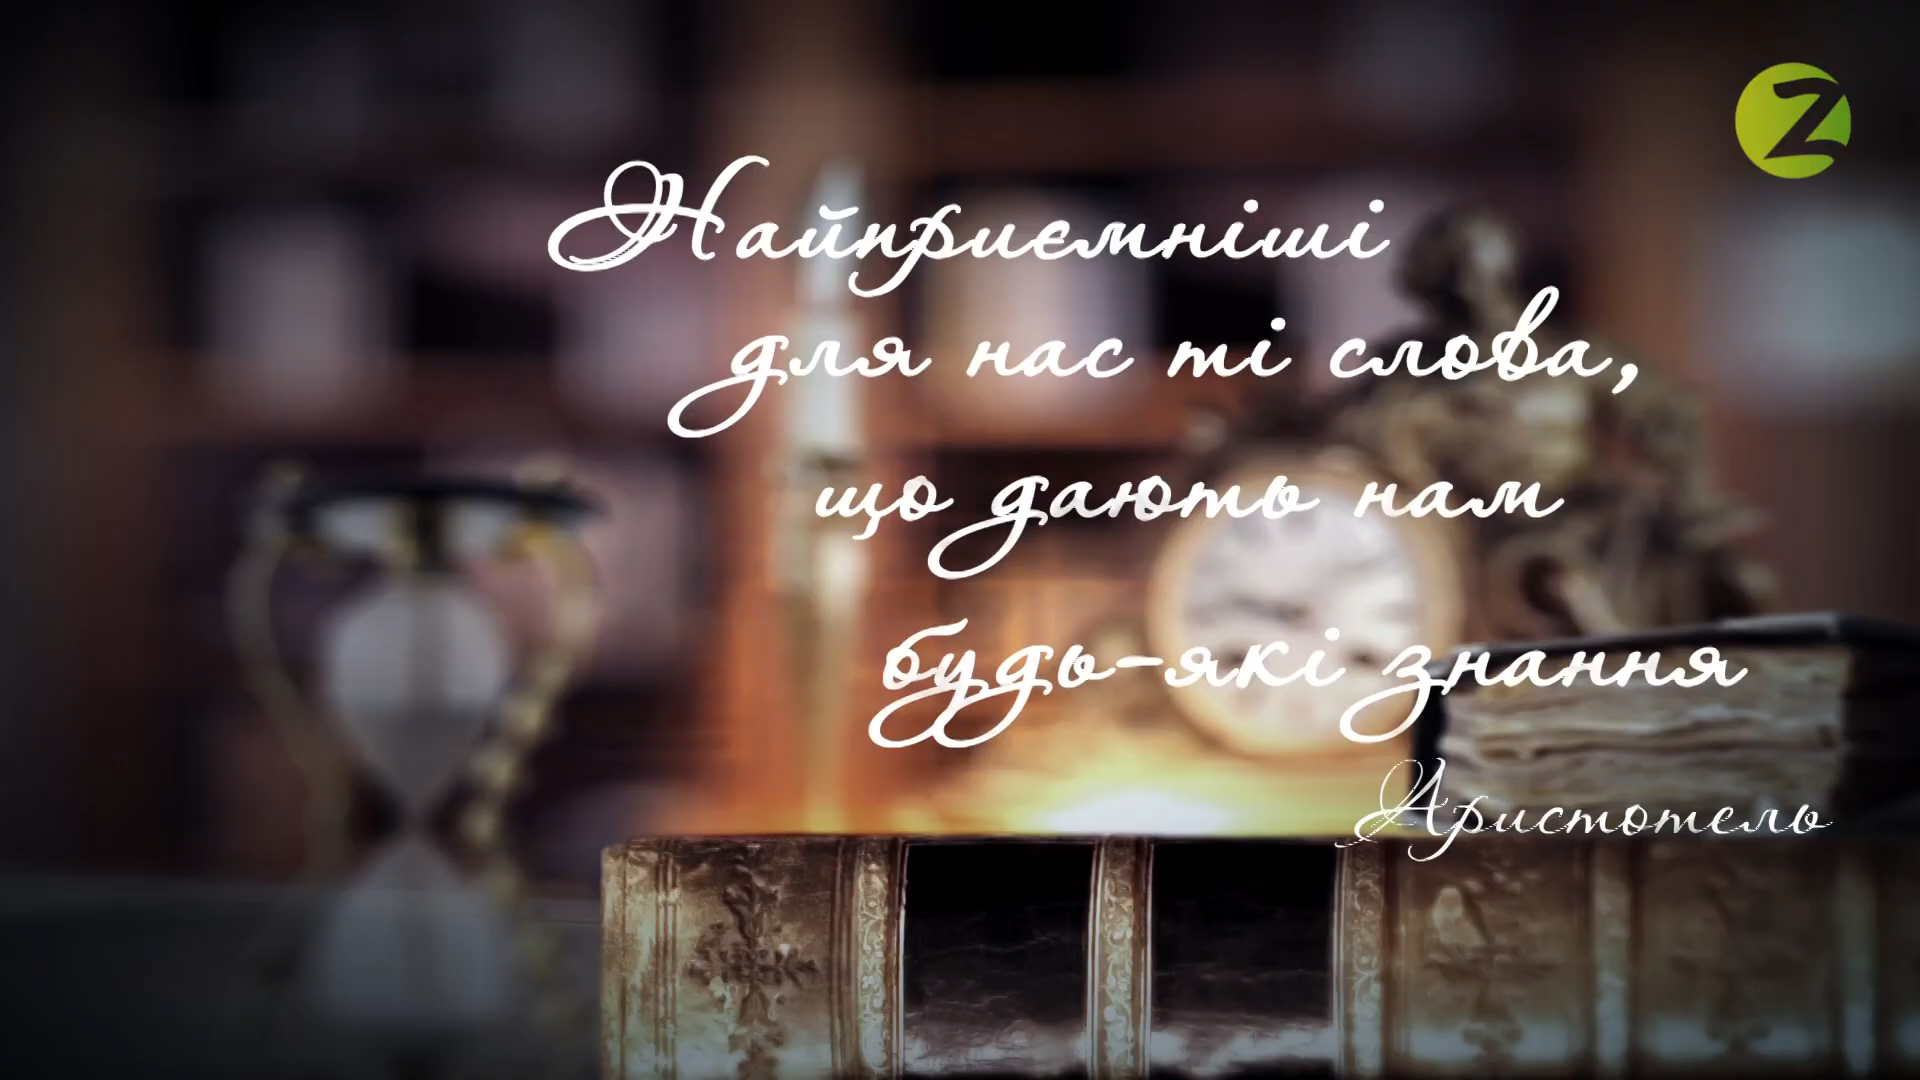 Найприємніші
для нас ті слова,
що дають нам
будь-які знання
Аристотель
Z